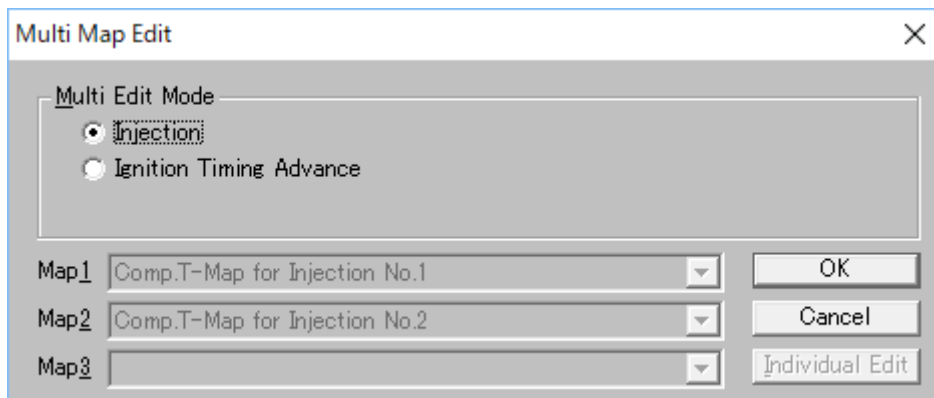 Multi Map Edit
Multi Edit Mode
Injection
Ignition Timing Advance
Map1 Comp.T-Map for Injection No.1 OK
Map2 Comp.T-Map for Injection No.2 Cancel
Map3 Individual Edit